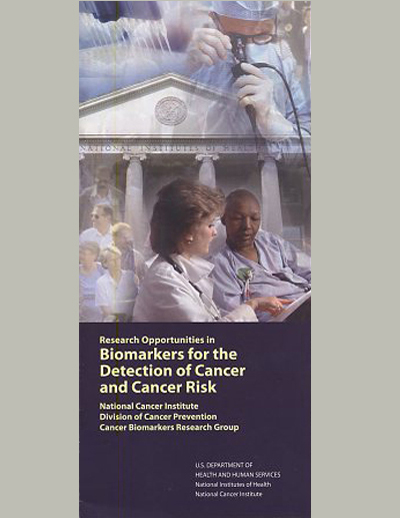 NATIONAL INSTITUTES OF HEALTH
Research Opportunities in
Biomarkers for the
Detection of Cancer
and Cancer Risk
National Cancer Institute
Division of Cancer Prevention
Cancer Biomarkers Research Group
U.S. DEPARTMENT OF
HEALTH AND HUMAN SERVICES
National Institutes of Health
National Cancer Institute